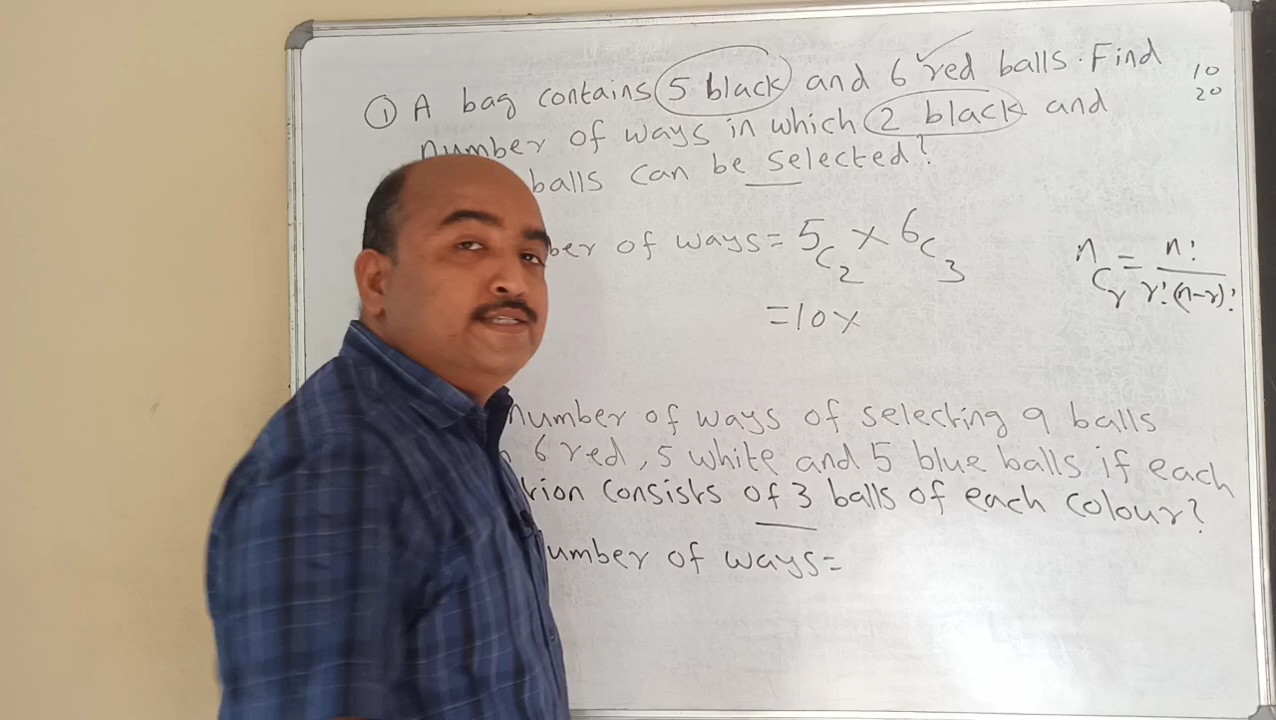 ① A bag contains 5 black and 6 red balls. Find
number of ways in which 2 black and
balls can be selected?
10
20
ber of ways = 5C2 × 6C3
= 10 ×
nCr = n! / r!(n-r)!
number of ways of selecting 9 balls
6 red, 5 white and 5 blue balls if each
tion consists of 3 balls of each colour?
umber of ways =